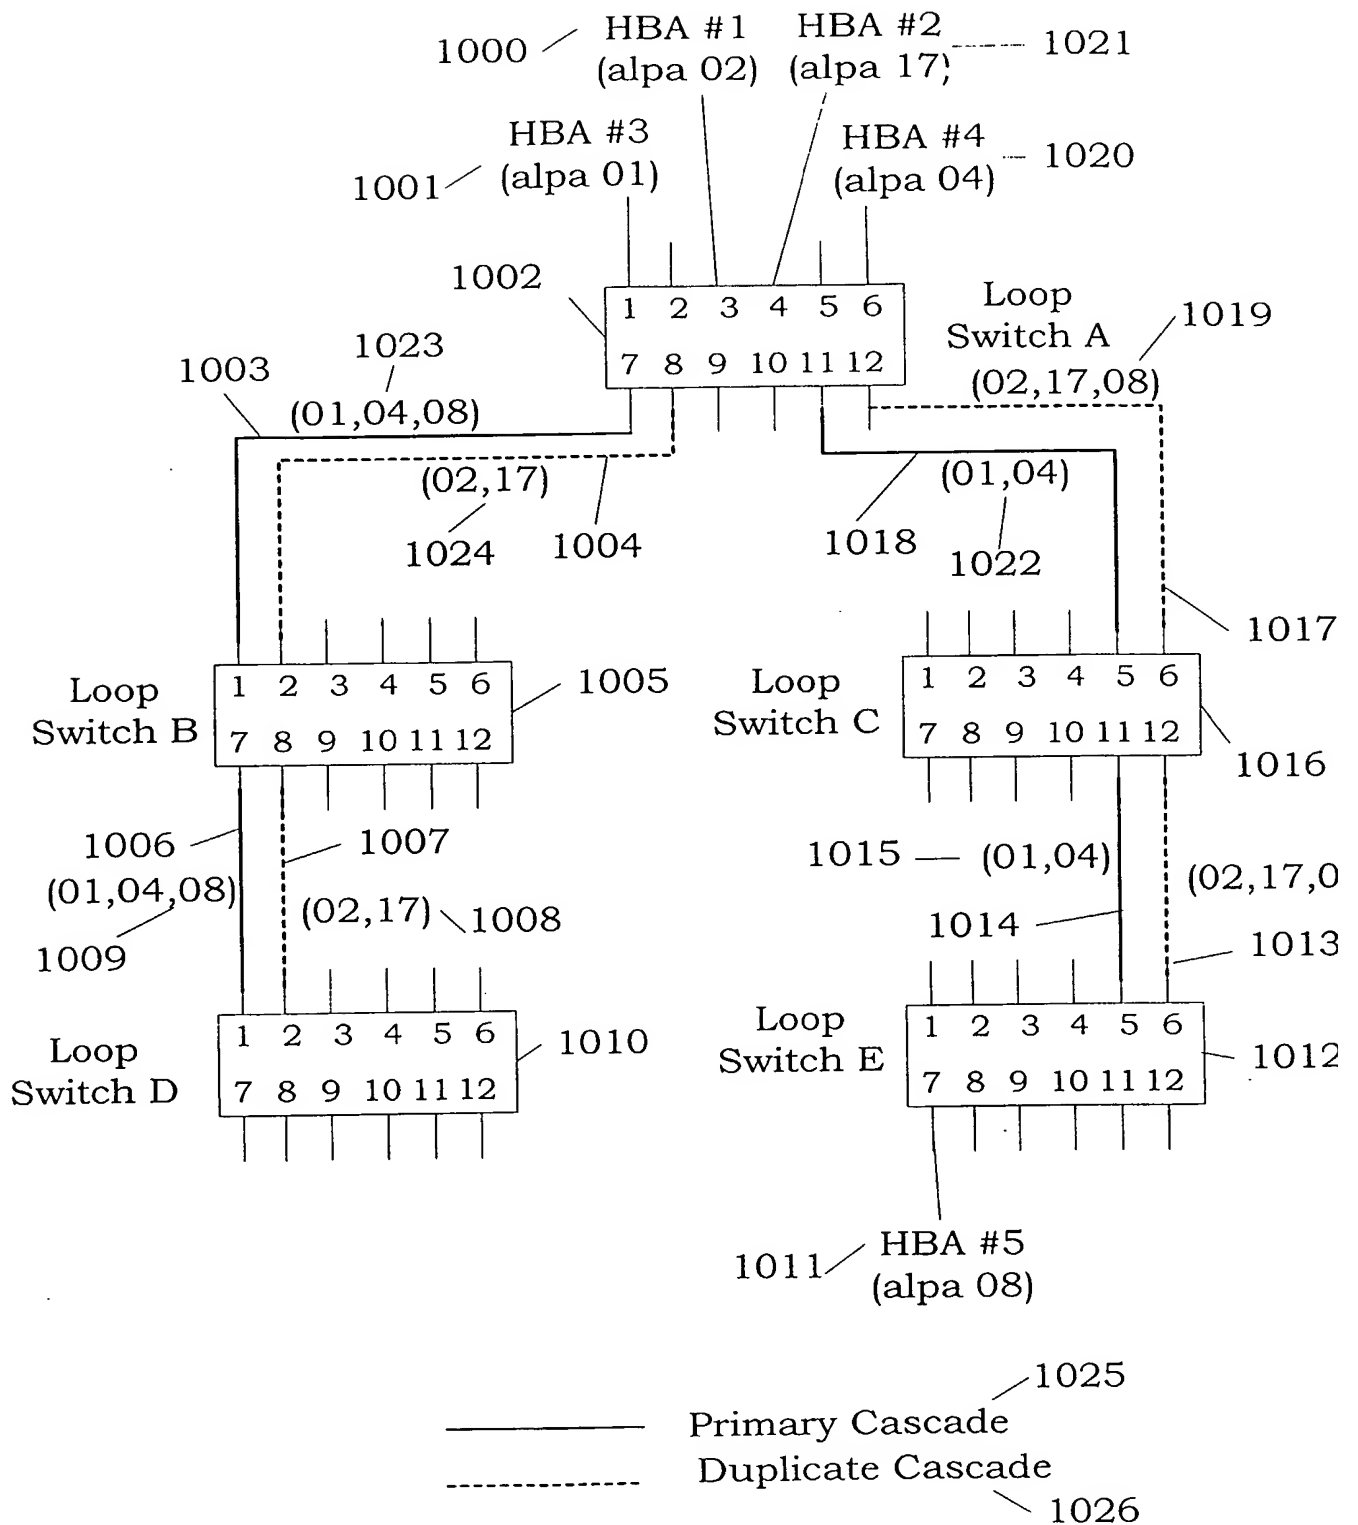 1000
HBA #1
(alpa 02)
HBA #2
(alpa 17)
1021
HBA #3
(alpa 01)
1001
HBA #4
(alpa 04)
1020
1002
1 2 3 4 5 6
7 8 9 10 11 12
Loop
Switch A
1019
(02,17,08)
1003
1023
(01,04,08)
(02,17)
1024
1004
(01,04)
1018
1022
1017
Loop
Switch B
1 2 3 4 5 6
7 8 9 10 11 12
1005
Loop
Switch C
1 2 3 4 5 6
7 8 9 10 11 12
1016
1006
(01,04,08)
1009
1007
(02,17)
1008
1015
(01,04)
1014
(02,17,0
1013
Loop
Switch D
1 2 3 4 5 6
7 8 9 10 11 12
1010
Loop
Switch E
1 2 3 4 5 6
7 8 9 10 11 12
1012
1011
HBA #5
(alpa 08)
1025
Primary Cascade
Duplicate Cascade
1026